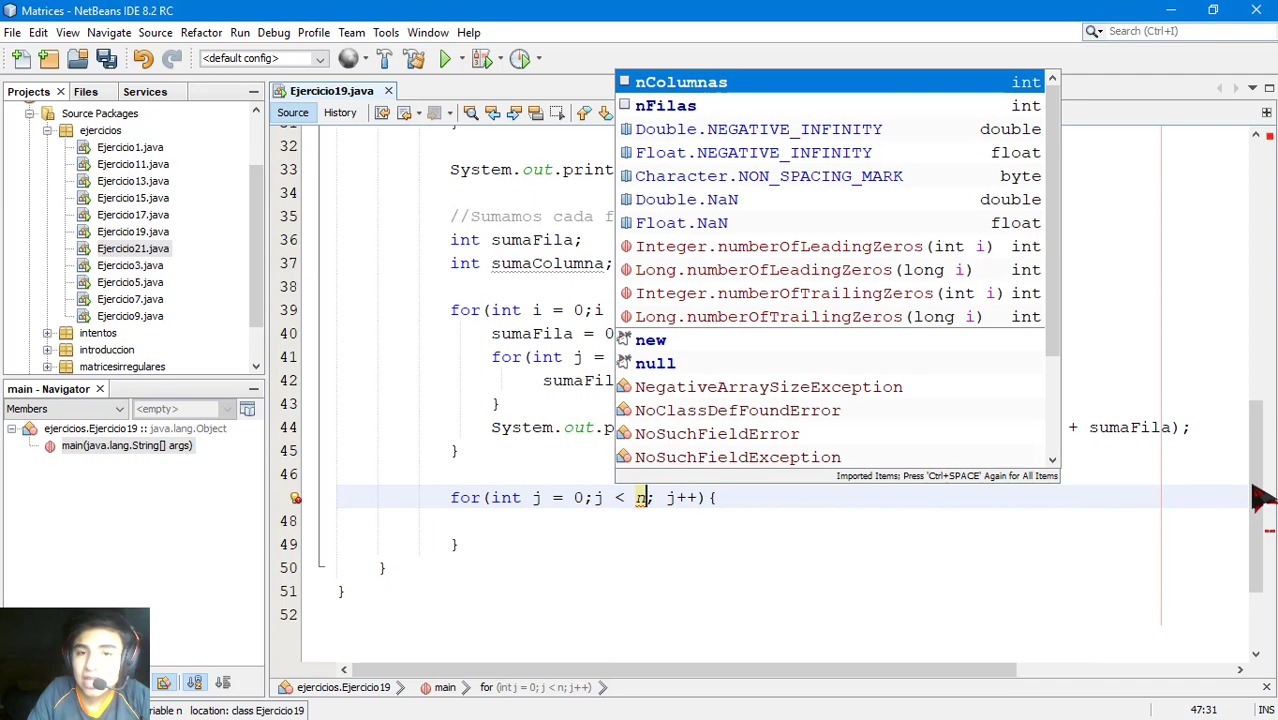 Matrices - NetBeans IDE 8.2 RC
File Edit View Navigate Source Refactor Run Debug Profile Team Tools Window Help
Search (Ctrl+I)
<default config>
Projects Files Services
Ejercicio19.java
Source History
Source Packages
ejercicios
Ejercicio1.java
Ejercicio11.java
Ejercicio13.java
Ejercicio15.java
Ejercicio17.java
Ejercicio19.java
Ejercicio21.java
Ejercicio3.java
Ejercicio5.java
Ejercicio7.java
Ejercicio9.java
intentos
introduccion
matricesirregulares
main - Navigator
Members <empty>
ejercicios.Ejercicio19 :: java.lang.Object
main(java.lang.String[] args)
31 }
32
33 System.out.print
34
35 //Sumamos cada f
36 int sumaFila;
37 int sumaColumna;
38
39 for(int i = 0;i
40 sumaFila = 0
41 for(int j =
42 sumaFil
43 }
44 System.out.p + sumaFila);
45 }
46
for(int j = 0;j < n; j++){
48
49 }
50 }
51 }
52
nColumnas int
nFilas int
Double.NEGATIVE_INFINITY double
Float.NEGATIVE_INFINITY float
Character.NON_SPACING_MARK byte
Double.NaN double
Float.NaN float
Integer.numberOfLeadingZeros(int i) int
Long.numberOfLeadingZeros(long i) int
Integer.numberOfTrailingZeros(int i) int
Long.numberOfTrailingZeros(long i) int
new
null
NegativeArraySizeException
NoClassDefFoundError
NoSuchFieldError
NoSuchFieldException
Imported Items; Press 'Ctrl+SPACE' Again for All Items
ejercicios.Ejercicio19 main for (int j = 0; j < n; j++)
variable n location: class Ejercicio19
47:31 INS